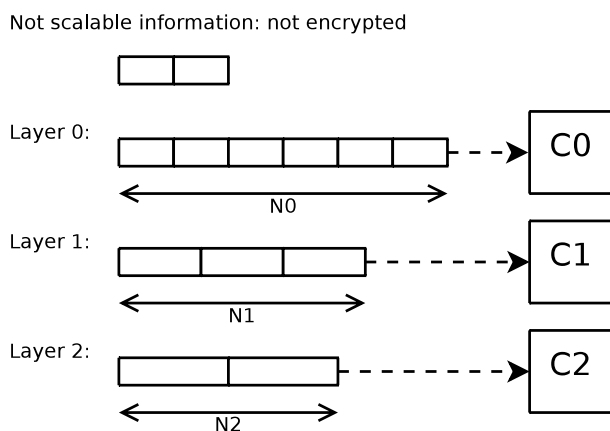 Not scalable information: not encrypted
Layer 0:
C0
N0
Layer 1:
C1
N1
Layer 2:
C2
N2